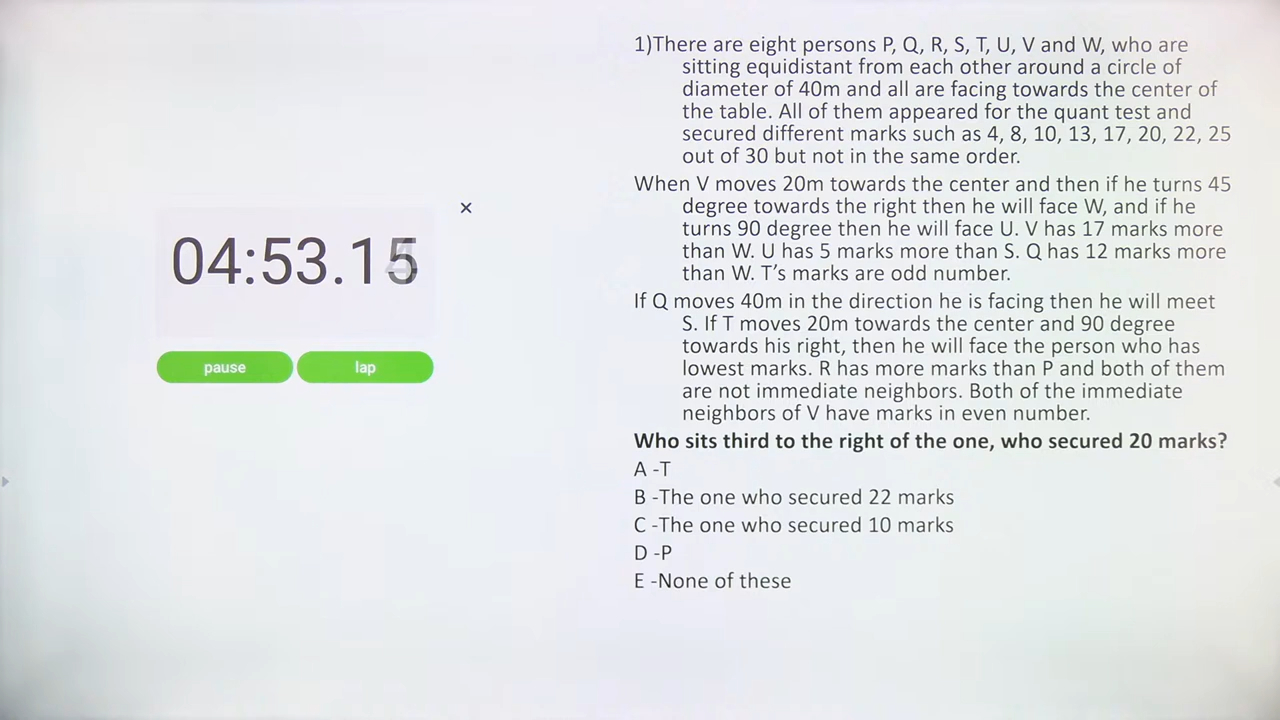 1)There are eight persons P, Q, R, S, T, U, V and W, who are
sitting equidistant from each other around a circle of
diameter of 40m and all are facing towards the center of
the table. All of them appeared for the quant test and
secured different marks such as 4, 8, 10, 13, 17, 20, 22, 25
out of 30 but not in the same order.
When V moves 20m towards the center and then if he turns 45
degree towards the right then he will face W, and if he
turns 90 degree then he will face U. V has 17 marks more
than W. U has 5 marks more than S. Q has 12 marks more
than W. T's marks are odd number.
If Q moves 40m in the direction he is facing then he will meet
S. If T moves 20m towards the center and 90 degree
towards his right, then he will face the person who has
lowest marks. R has more marks than P and both of them
are not immediate neighbors. Both of the immediate
neighbors of V have marks in even number.
Who sits third to the right of the one, who secured 20 marks?
A -T
B -The one who secured 22 marks
C -The one who secured 10 marks
D -P
E -None of these
×
04:53.15
pause
lap